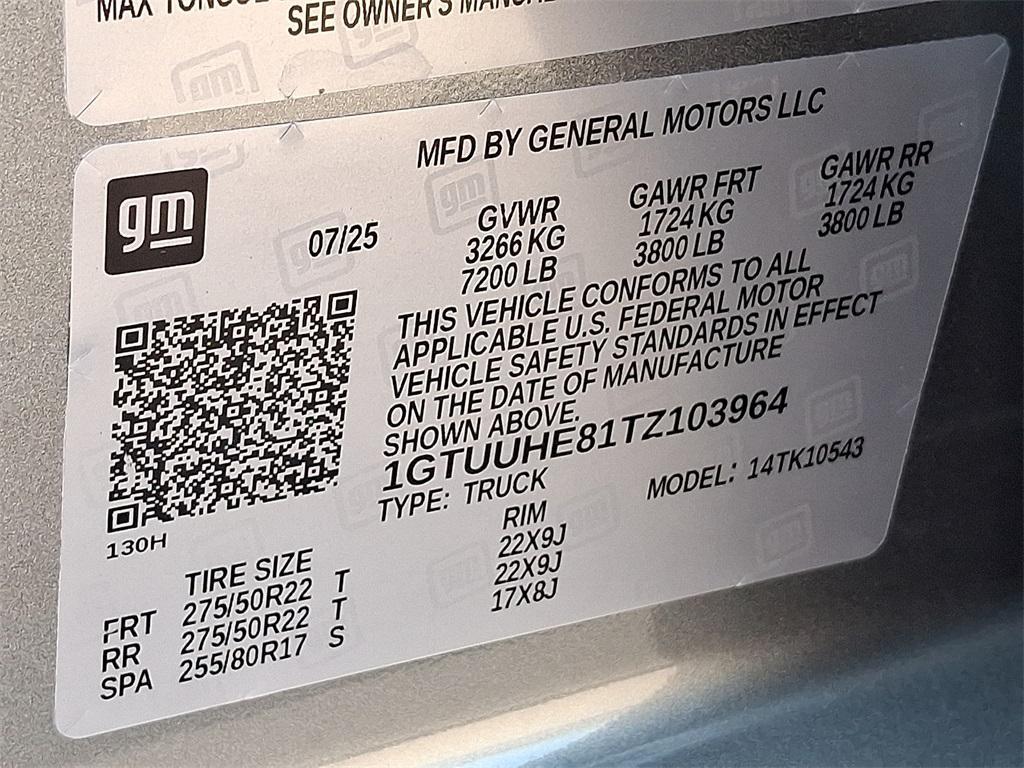 MAX TONGUE
SEE OWNER'S MANUAL
gm
MFD BY GENERAL MOTORS LLC
07/25
GVWR
3266 KG
7200 LB
GAWR FRT
1724 KG
3800 LB
GAWR RR
1724 KG
3800 LB
THIS VEHICLE CONFORMS TO ALL
APPLICABLE U.S. FEDERAL MOTOR
VEHICLE SAFETY STANDARDS IN EFFECT
ON THE DATE OF MANUFACTURE
SHOWN ABOVE.
1GTUUHE81TZ103964
TYPE: TRUCK MODEL: 14TK10543
130H
TIRE SIZE RIM
FRT 275/50R22 T 22X9J
RR 275/50R22 T 22X9J
SPA 255/80R17 S 17X8J